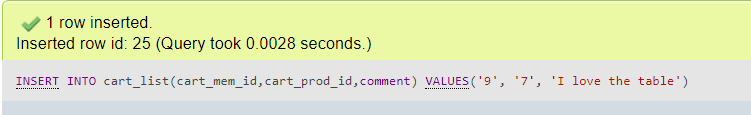 1 row inserted.
Inserted row id: 25 (Query took 0.0028 seconds.)
INSERT INTO cart_list(cart_mem_id,cart_prod_id,comment) VALUES('9', '7', 'I love the table')